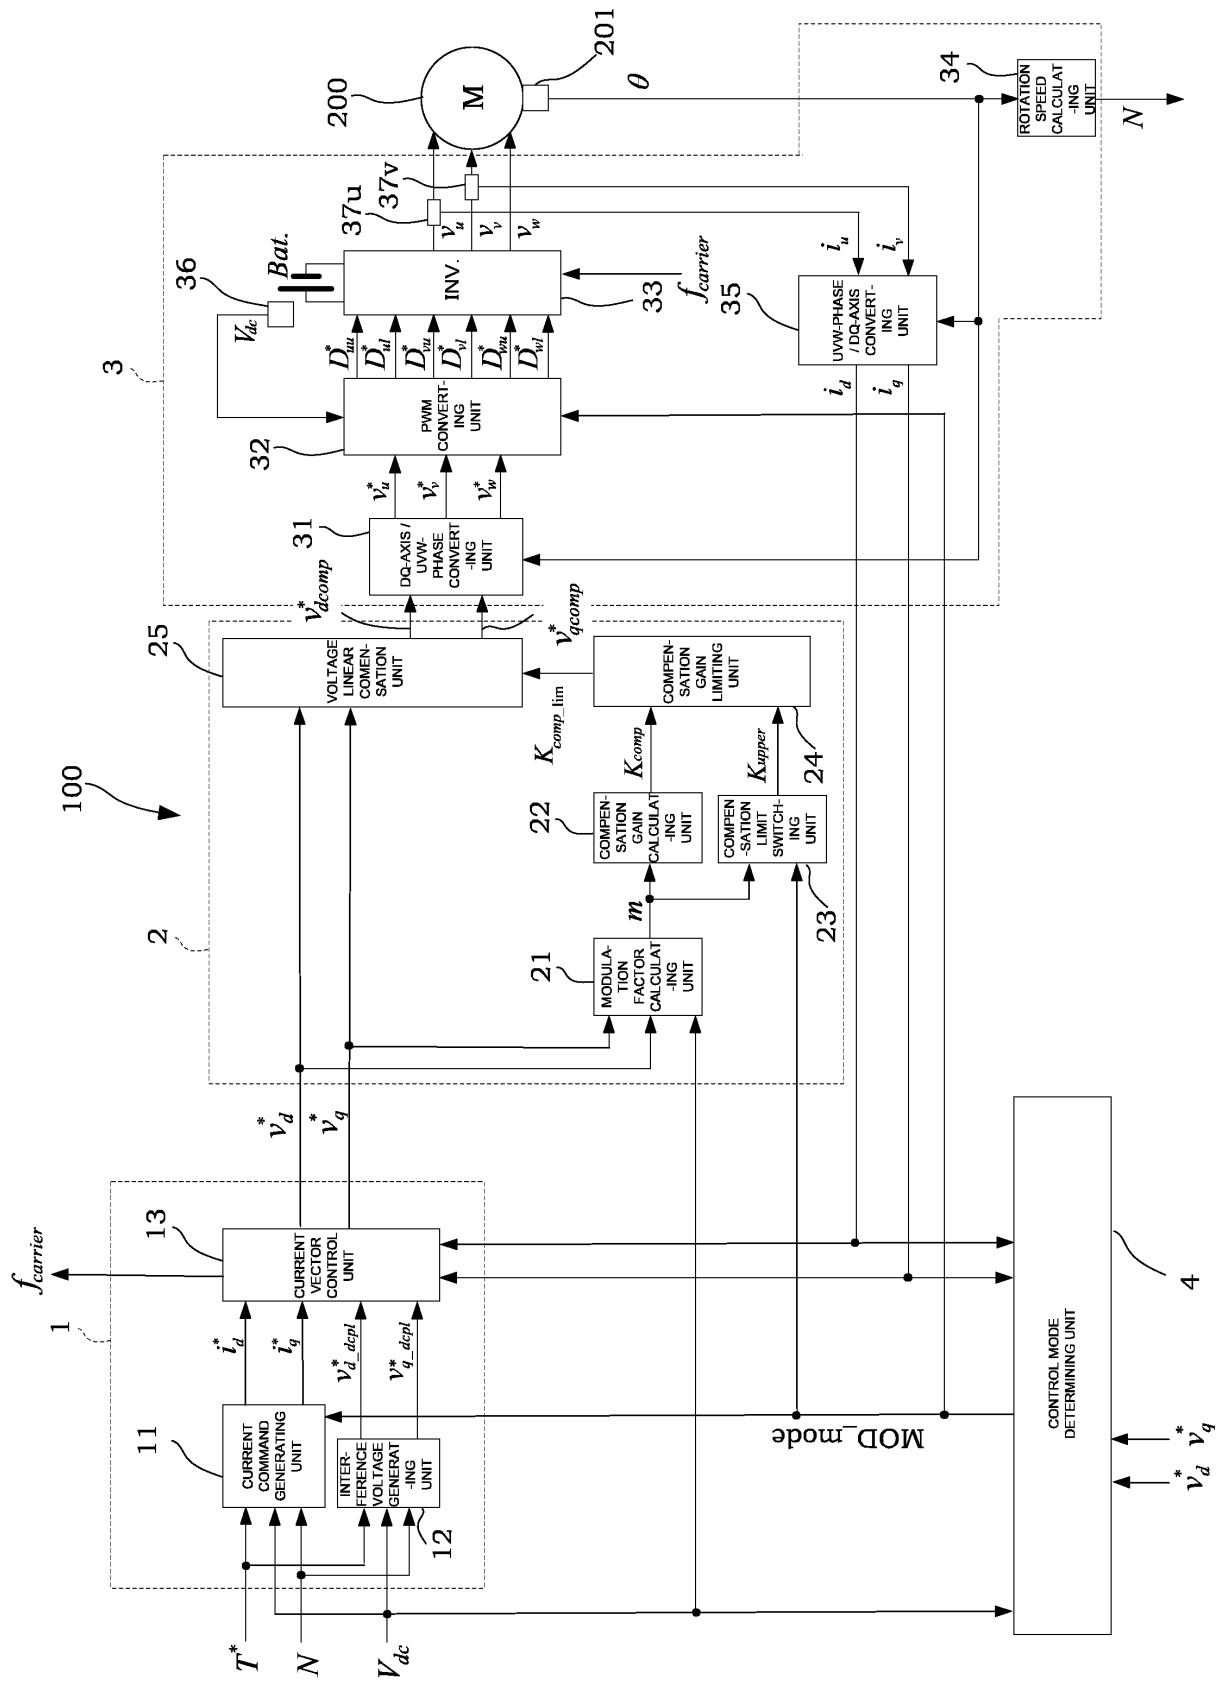 100
1
T*
N
V_dc
11
CURRENT
COMMAND
GENERATING
UNIT
12
INTER-
FERENCE
VOLTAGE
GENERAT
-ING
UNIT
i*_d
i*_q
v*_d_dcpl
v*_q_dcpl
13
CURRENT
VECTOR
CONTROL
UNIT
f_carrier
v*_d
v*_q
MOD_mode
2
21
MODULA-
TION
FACTOR
CALCULAT
-ING
UNIT
m
22
COMPEN-
SATION
GAIN
CALCULAT
-ING
UNIT
23
COMPEN
-SATION
LIMIT
SWITCH-
ING
UNIT
K_comp
K_upper
24
COMPEN-
SATION
GAIN
LIMITING
UNIT
K_comp_lim
25
VOLTAGE
LINEAR
COMEN-
SATION
UNIT
v*_dcomp
v*_qcomp
3
31
DQ-AXIS /
UVW-
PHASE
CONVERT
-ING
UNIT
v*_u
v*_v
v*_w
32
PWM
CONVERT-
ING
UNIT
V_dc
36
D*_uu
D*_ul
D*_vu
D*_vl
D*_wu
D*_wl
Bat.
INV.
33
f_carrier
v_u
v_v
v_w
37u
37v
200
M
201
θ
i_u
i_v
35
UVW-PHASE
/ DQ-AXIS
CONVERT-
ING
UNIT
i_d
i_q
34
ROTATION
SPEED
CALCULAT
-ING
UNIT
N
4
CONTROL MODE
DETERMINING UNIT
v*_d
v*_q